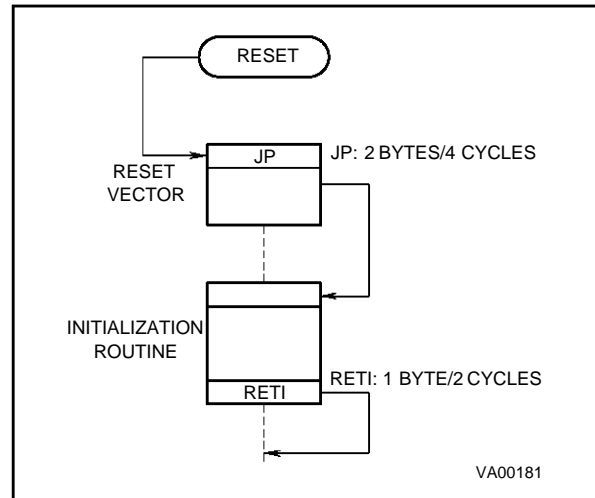 RESET
JP
JP: 2 BYTES/4 CYCLES
RESET
VECTOR
INITIALIZATION
ROUTINE
RETI
RETI: 1 BYTE/2 CYCLES
VA00181